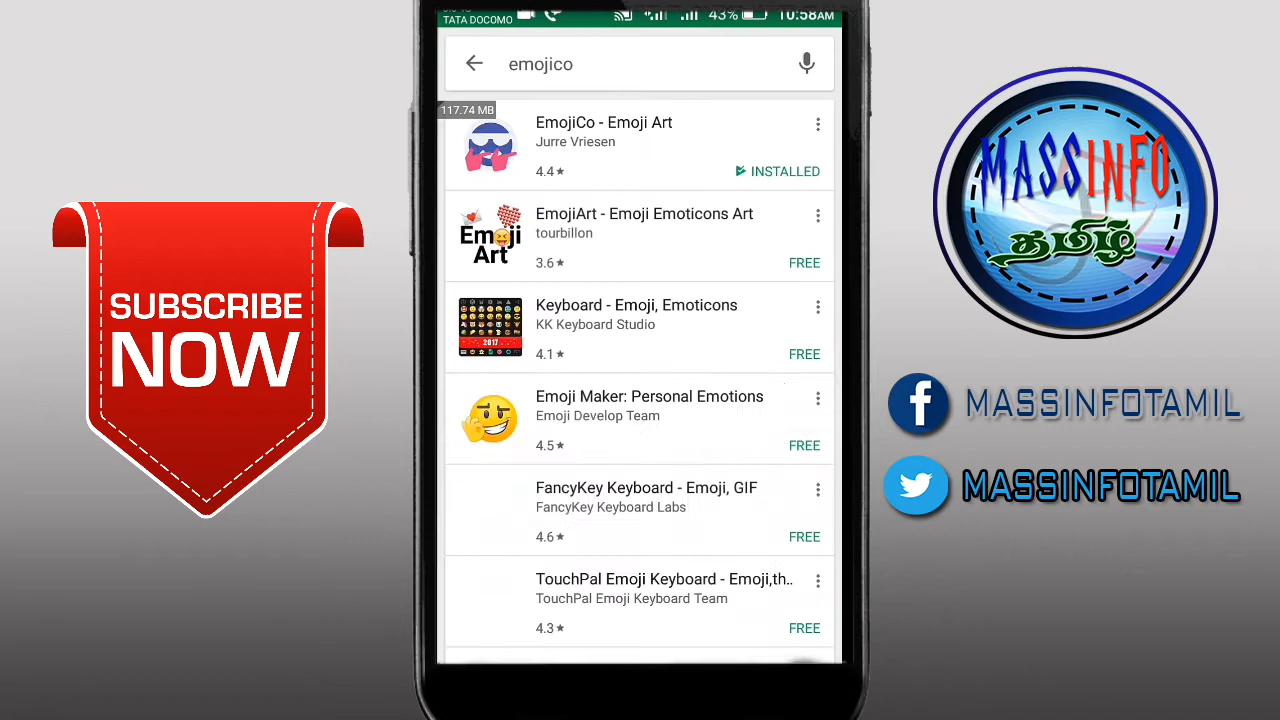 TATA DOCOMO
43%
10:58AM
emojico
117.74 MB
EmojiCo - Emoji Art
Jurre Vriesen
4.4★
INSTALLED
EmojiArt - Emoji Emoticons Art
tourbillon
3.6★
FREE
Emoji
Art
Keyboard - Emoji, Emoticons
KK Keyboard Studio
4.1★
FREE
2017
Emoji Maker: Personal Emotions
Emoji Develop Team
4.5★
FREE
FancyKey Keyboard - Emoji, GIF
FancyKey Keyboard Labs
4.6★
FREE
TouchPal Emoji Keyboard - Emoji,th..
TouchPal Emoji Keyboard Team
4.3★
FREE
SUBSCRIBE
NOW
MASSINFO
தமிழ்
MASSINFOTAMIL
MASSINFOTAMIL